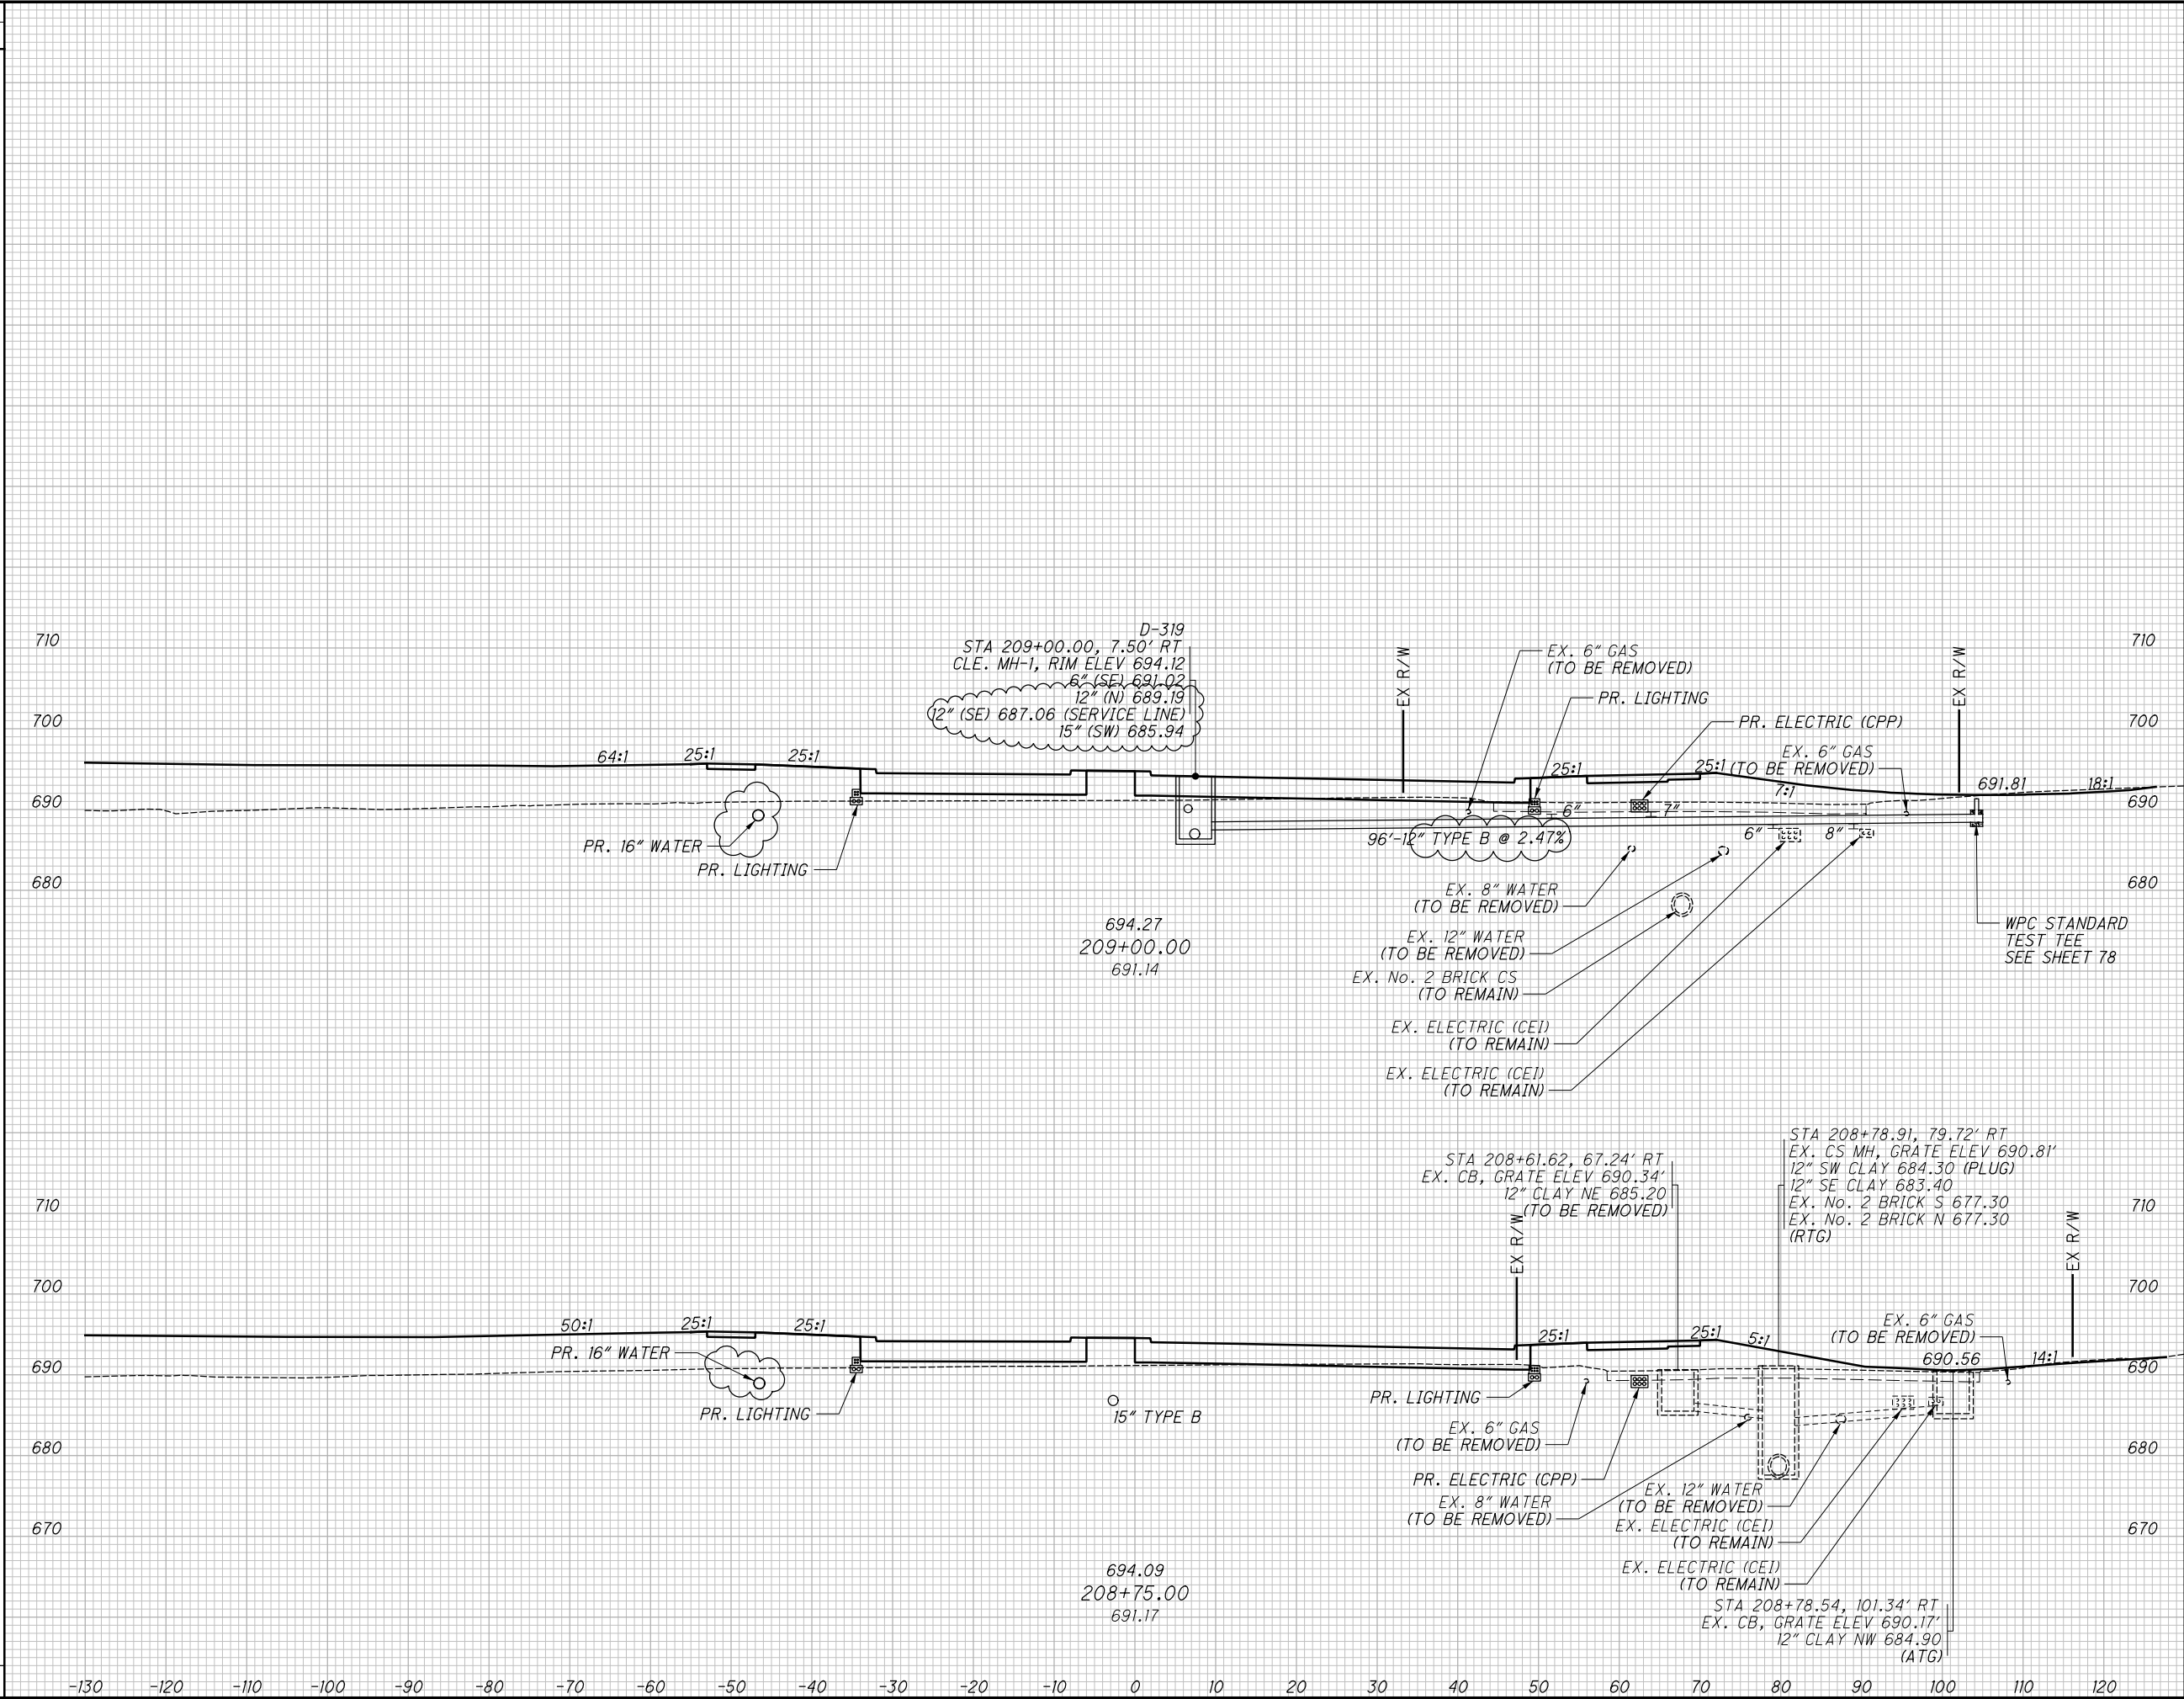 D-319
STA 209+00.00, 7.50' RT
CLE. MH-1, RIM ELEV 694.12
6" (SE) 691.02
12" (N) 689.19
12" (SE) 687.06 (SERVICE LINE)
15" (SW) 685.94
EX R/W
EX. 6" GAS
(TO BE REMOVED)
PR. LIGHTING
PR. ELECTRIC (CPP)
EX. 6" GAS
(TO BE REMOVED)
EX R/W
710
710
700
700
690
690
680
680
64:1
25:1
25:1
25:1
25:1
7:1
691.81
18:1
PR. 16" WATER
PR. LIGHTING
6"
7"
6"
8"
96'-12" TYPE B @ 2.47%
EX. 8" WATER
(TO BE REMOVED)
EX. 12" WATER
(TO BE REMOVED)
EX. No. 2 BRICK CS
(TO REMAIN)
EX. ELECTRIC (CEI)
(TO REMAIN)
EX. ELECTRIC (CEI)
(TO REMAIN)
WPC STANDARD
TEST TEE
SEE SHEET 78
694.27
209+00.00
691.14
STA 208+61.62, 67.24' RT
EX. CB, GRATE ELEV 690.34'
12" CLAY NE 685.20
(TO BE REMOVED)
STA 208+78.91, 79.72' RT
EX. CS MH, GRATE ELEV 690.81'
12" SW CLAY 684.30 (PLUG)
12" SE CLAY 683.40
EX. No. 2 BRICK S 677.30
EX. No. 2 BRICK N 677.30
(RTG)
EX R/W
EX R/W
710
710
700
700
690
690
680
680
670
670
50:1
25:1
25:1
25:1
25:1
5:1
690.56
14:1
EX. 6" GAS
(TO BE REMOVED)
PR. 16" WATER
PR. LIGHTING
15" TYPE B
PR. LIGHTING
EX. 6" GAS
(TO BE REMOVED)
PR. ELECTRIC (CPP)
EX. 8" WATER
(TO BE REMOVED)
EX. 12" WATER
(TO BE REMOVED)
EX. ELECTRIC (CEI)
(TO REMAIN)
EX. ELECTRIC (CEI)
(TO REMAIN)
STA 208+78.54, 101.34' RT
EX. CB, GRATE ELEV 690.17'
12" CLAY NW 684.90
(ATG)
694.09
208+75.00
691.17
-130 -120 -110 -100 -90 -80 -70 -60 -50 -40 -30 -20 -10 0 10 20 30 40 50 60 70 80 90 100 110 120